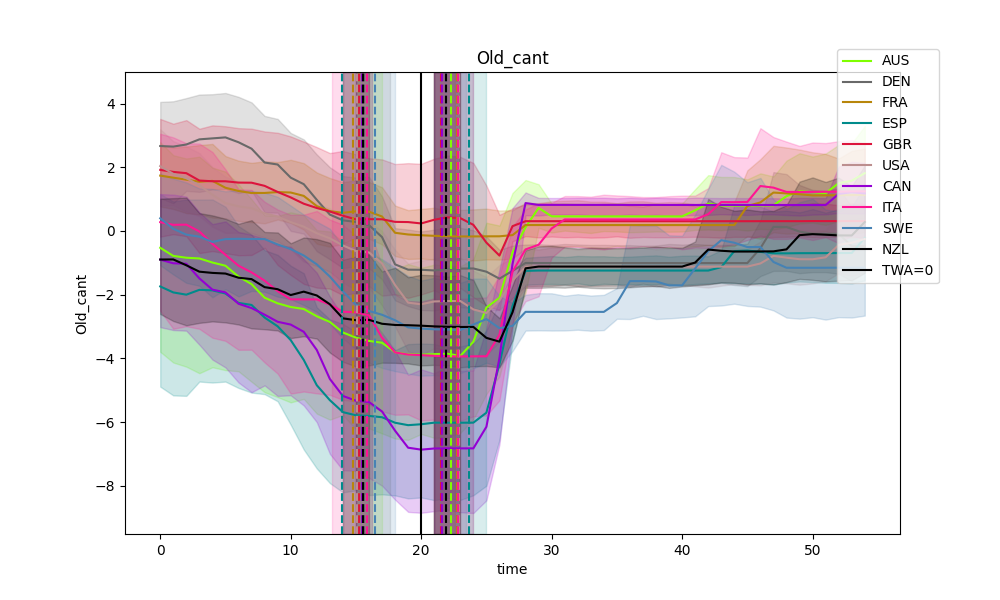 Old_cant
AUS
DEN
FRA
ESP
GBR
USA
CAN
ITA
SWE
NZL
TWA=0
Old_cant
4
2
0
−2
−4
−6
−8
0 10 20 30 40 50
time